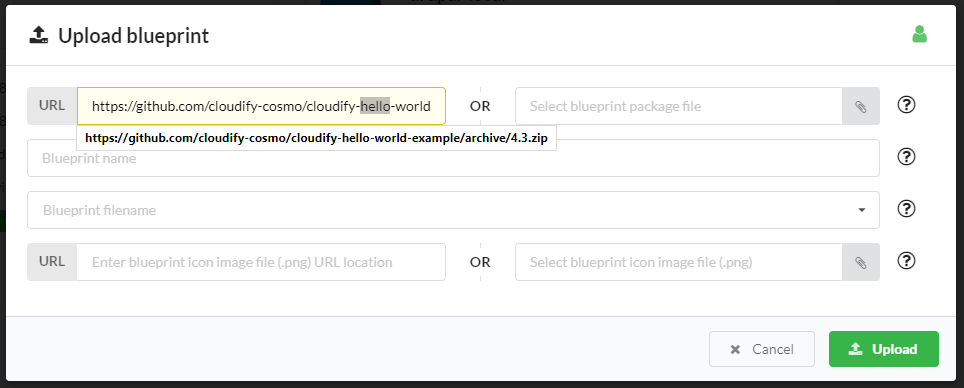 Upload blueprint
URL https://github.com/cloudify-cosmo/cloudify-hello-world OR Select blueprint package file
https://github.com/cloudify-cosmo/cloudify-hello-world-example/archive/4.3.zip
Blueprint name
Blueprint filename
URL Enter blueprint icon image file (.png) URL location OR Select blueprint icon image file (.png)
Cancel Upload